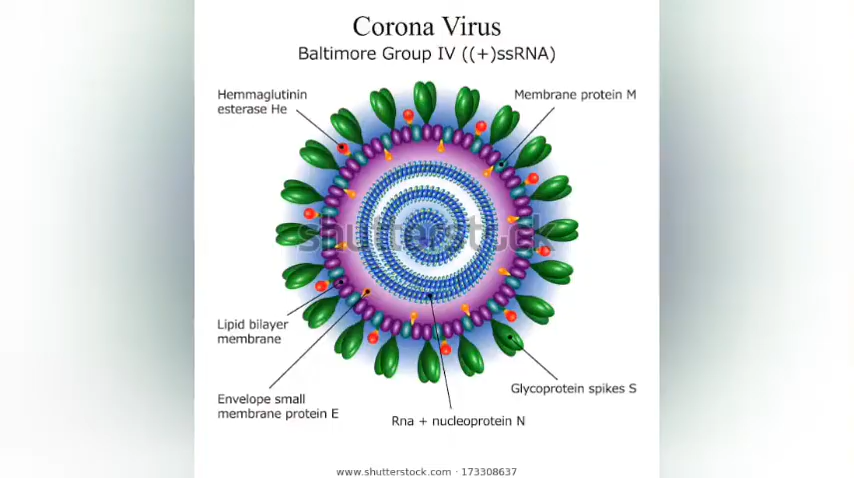 Corona Virus
Baltimore Group IV ((+)ssRNA)
Hemmaglutinin
esterase He
Membrane protein M
shutterstock
Lipid bilayer
membrane
Envelope small
membrane protein E
Glycoprotein spikes S
Rna + nucleoprotein N
www.shutterstock.com · 173308637